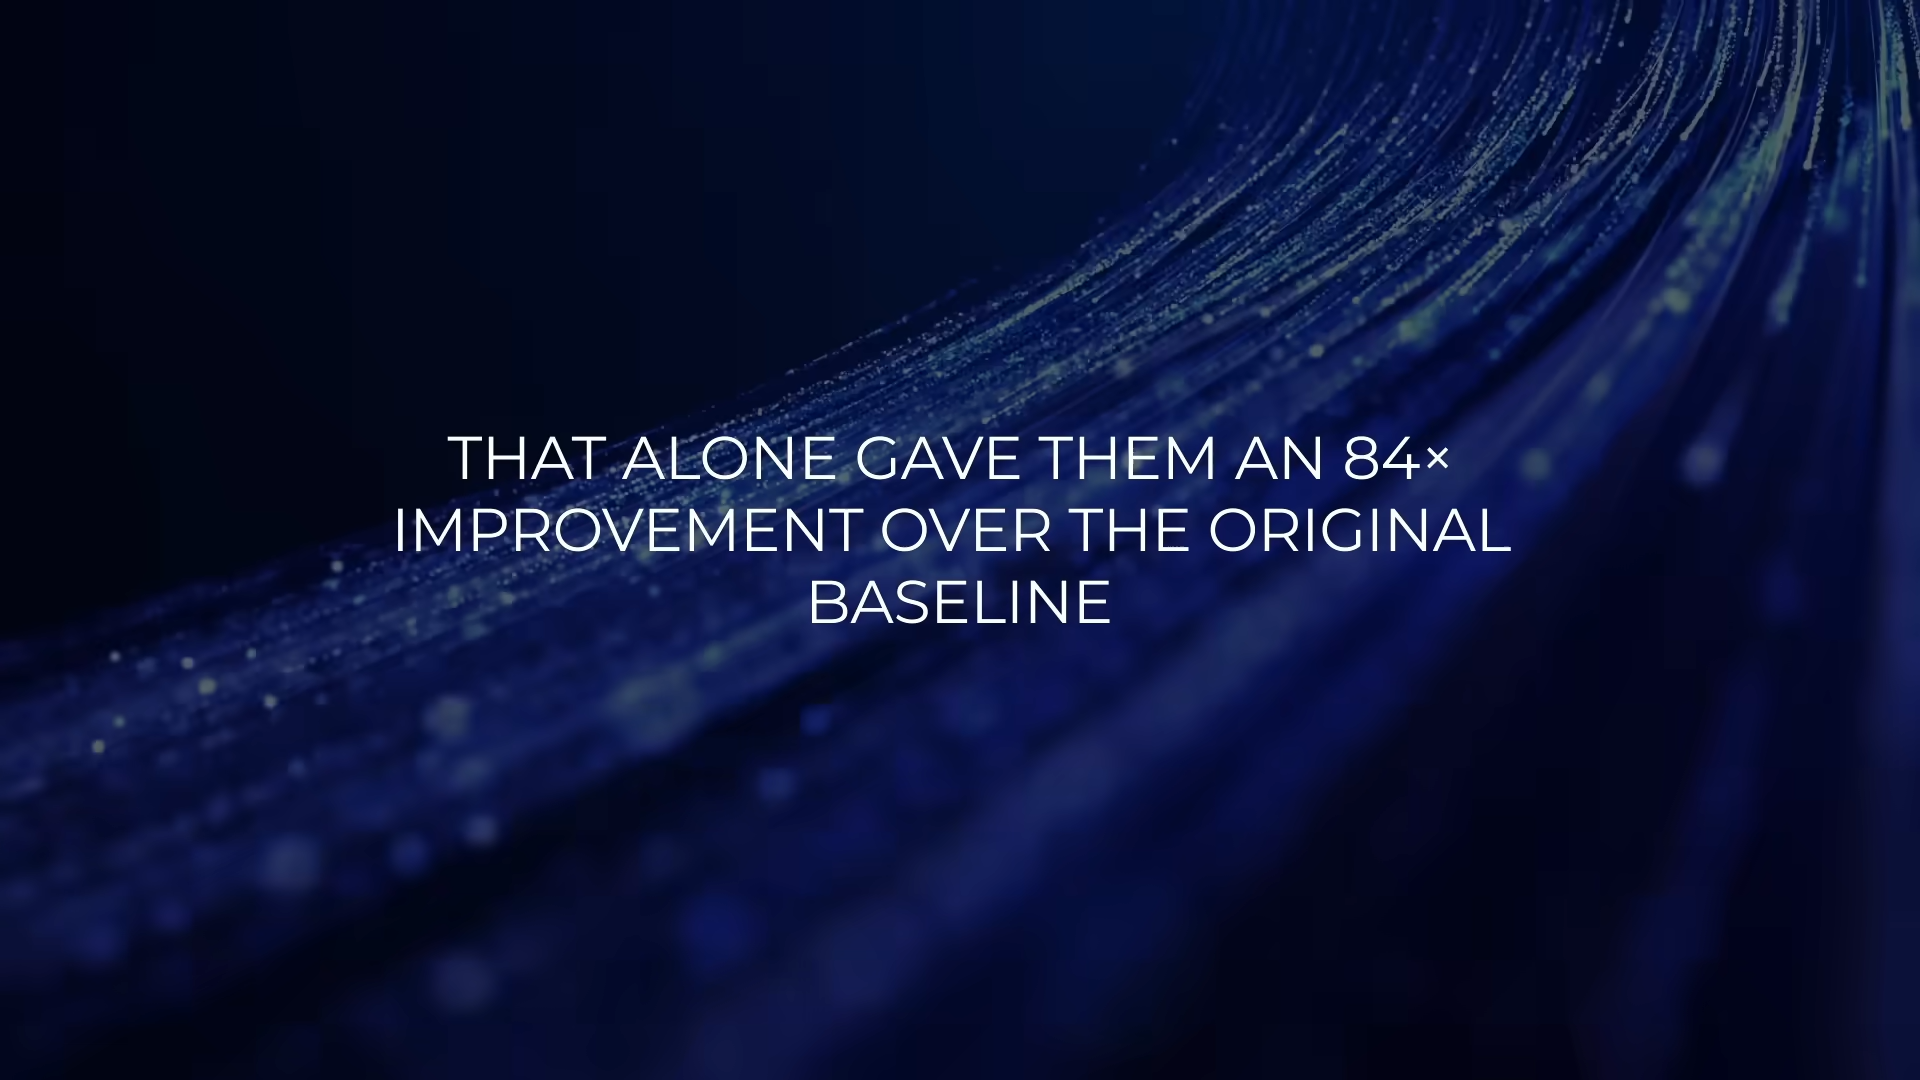 THAT ALONE GAVE THEM AN 84×
IMPROVEMENT OVER THE ORIGINAL
BASELINE